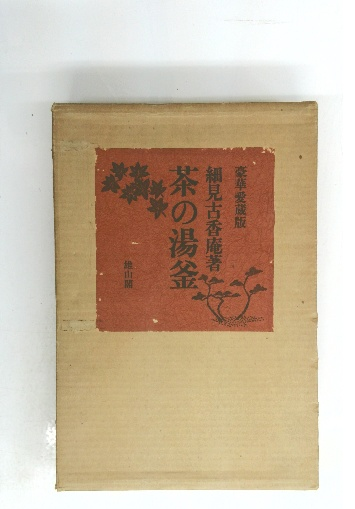 豪華愛蔵版
細見古香庵著
茶の湯釜
雄山閣